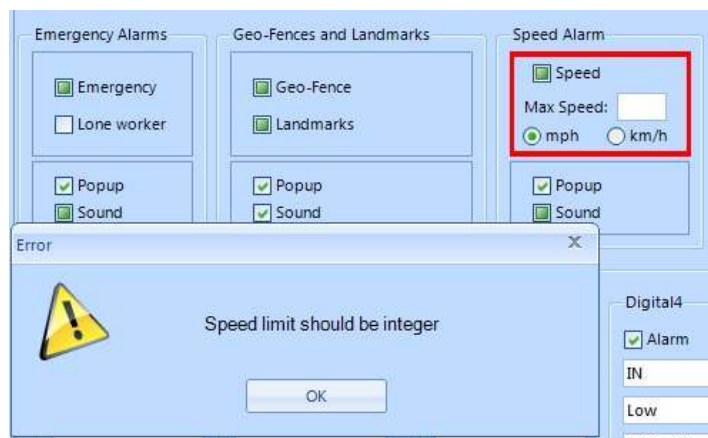 Emergency Alarms
Emergency
Lone worker
Popup
Sound
Geo-Fences and Landmarks
Geo-Fence
Landmarks
Popup
Sound
Speed Alarm
Speed
Max Speed:
mph km/h
Popup
Sound
Error
X
Speed limit should be integer
OK
Digital4
Alarm
IN
Low